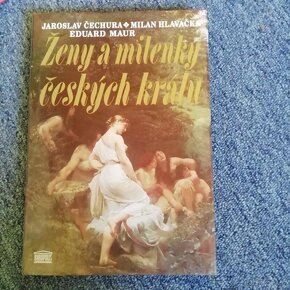 JAROSLAV ČECHURA ✦ MILAN HLAVAČKA
EDUARD MAUR
Ženy a milenky
českých králů